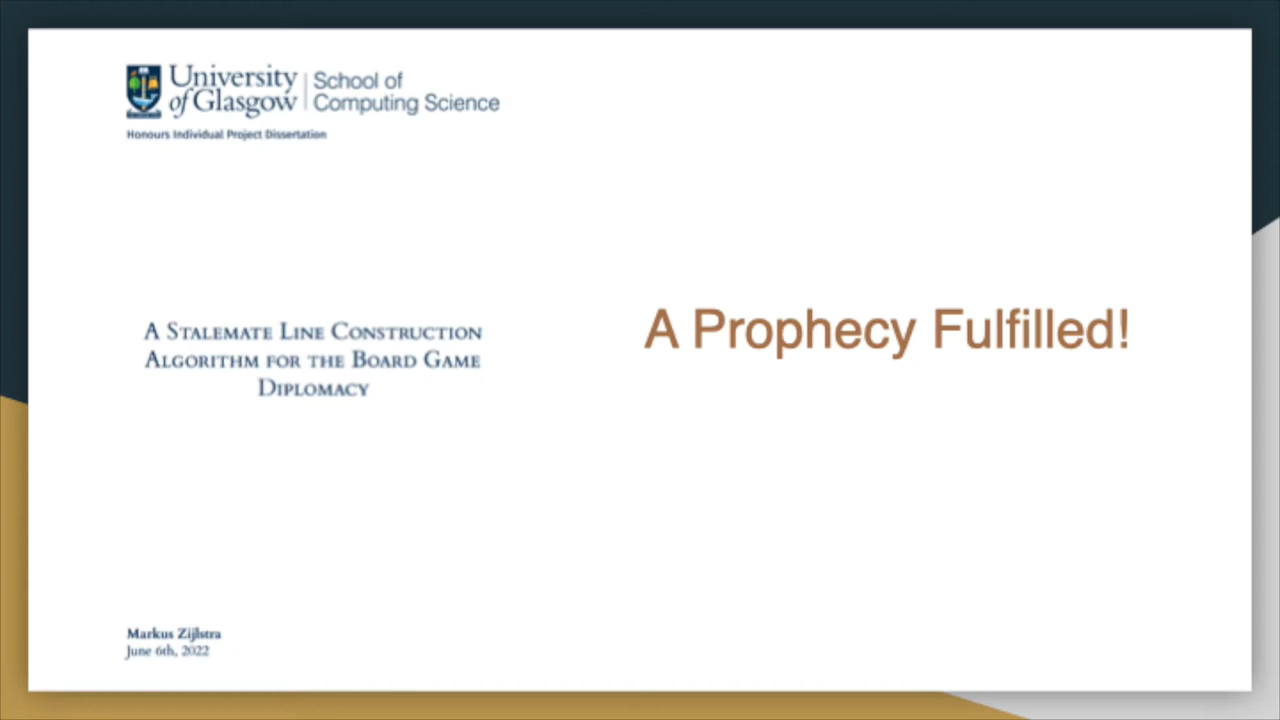 University
of Glasgow
School of
Computing Science
Honours Individual Project Dissertation
A Stalemate Line Construction
Algorithm for the Board Game
Diplomacy
A Prophecy Fulfilled!
Markus Zijlstra
June 6th, 2022